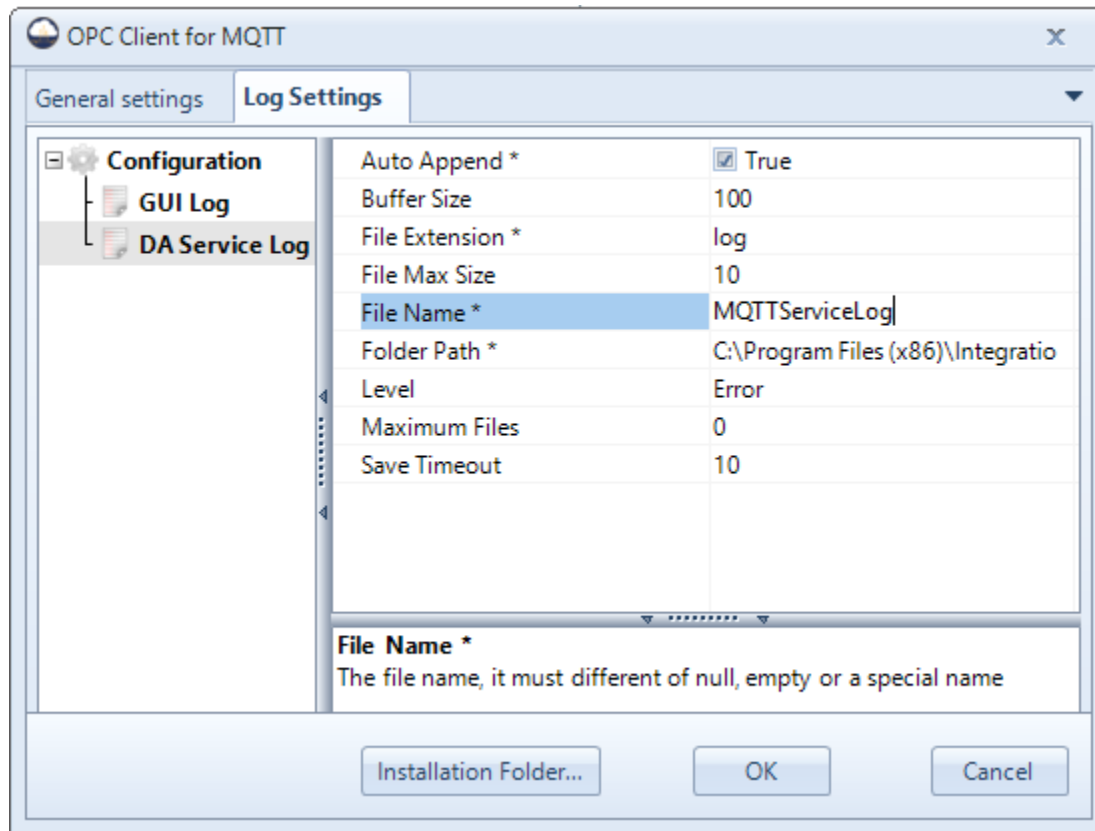 OPC Client for MQTT
General settings Log Settings
Configuration
GUI Log
DA Service Log
Auto Append * True
Buffer Size 100
File Extension * log
File Max Size 10
File Name * MQTTServiceLog
Folder Path * C:\Program Files (x86)\Integratio
Level Error
Maximum Files 0
Save Timeout 10
File Name *
The file name, it must different of null, empty or a special name
Installation Folder... OK Cancel